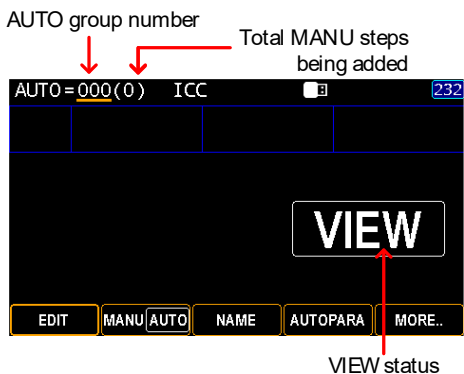 AUTO group number
Total MANU steps
being added
AUTO=000(0) ICC 232
VIEW
EDIT MANU AUTO NAME AUTOPARA MORE..
VIEW status